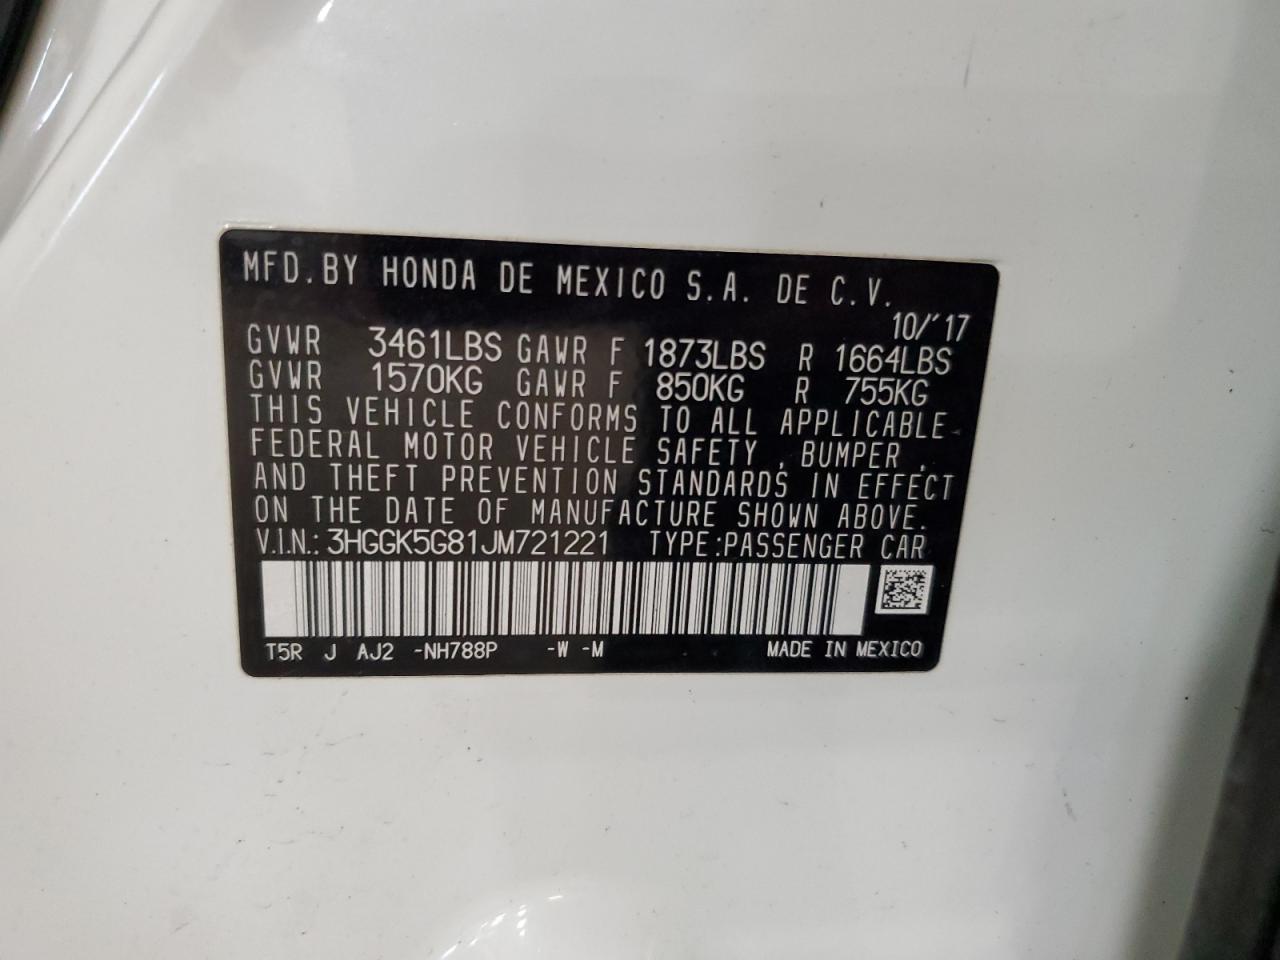 MFD. BY HONDA DE MEXICO S.A. DE C.V.
10/'17
GVWR 3461LBS GAWR F 1873LBS R 1664LBS
GVWR 1570KG GAWR F 850KG R 755KG
THIS VEHICLE CONFORMS TO ALL APPLICABLE
FEDERAL MOTOR VEHICLE SAFETY , BUMPER ,
AND THEFT PREVENTION STANDARDS IN EFFECT
ON THE DATE OF MANUFACTURE SHOWN ABOVE.
V.I.N.: 3HGGK5G81JM721221 TYPE:PASSENGER CAR
T5R J AJ2 -NH788P -W -M MADE IN MEXICO